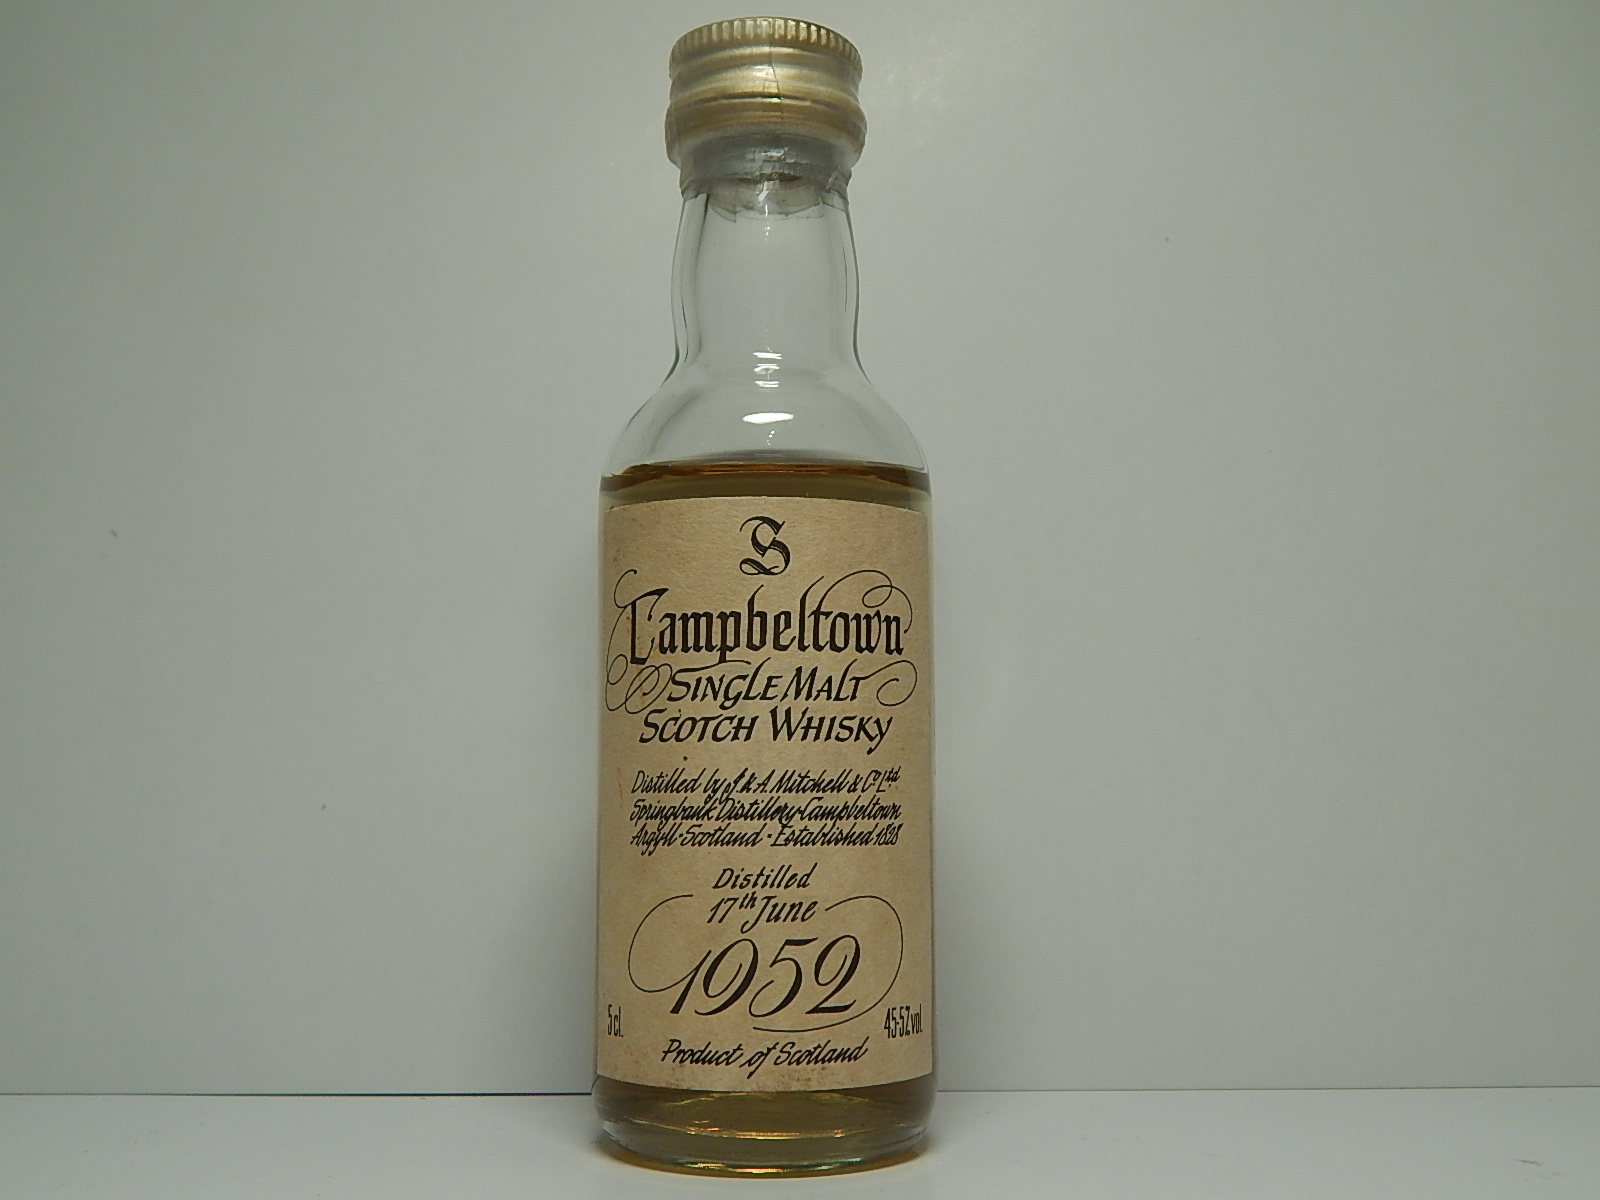 S
Campbeltown
SINGLE MALT
SCOTCH WHISKY
Distilled by J. & A. Mitchell & Co Ltd
Springbank Distillery-Campbeltown
Argyll-Scotland - Established 1828
Distilled
17th June
1952
5 cl. 45·5% vol.
Product of Scotland